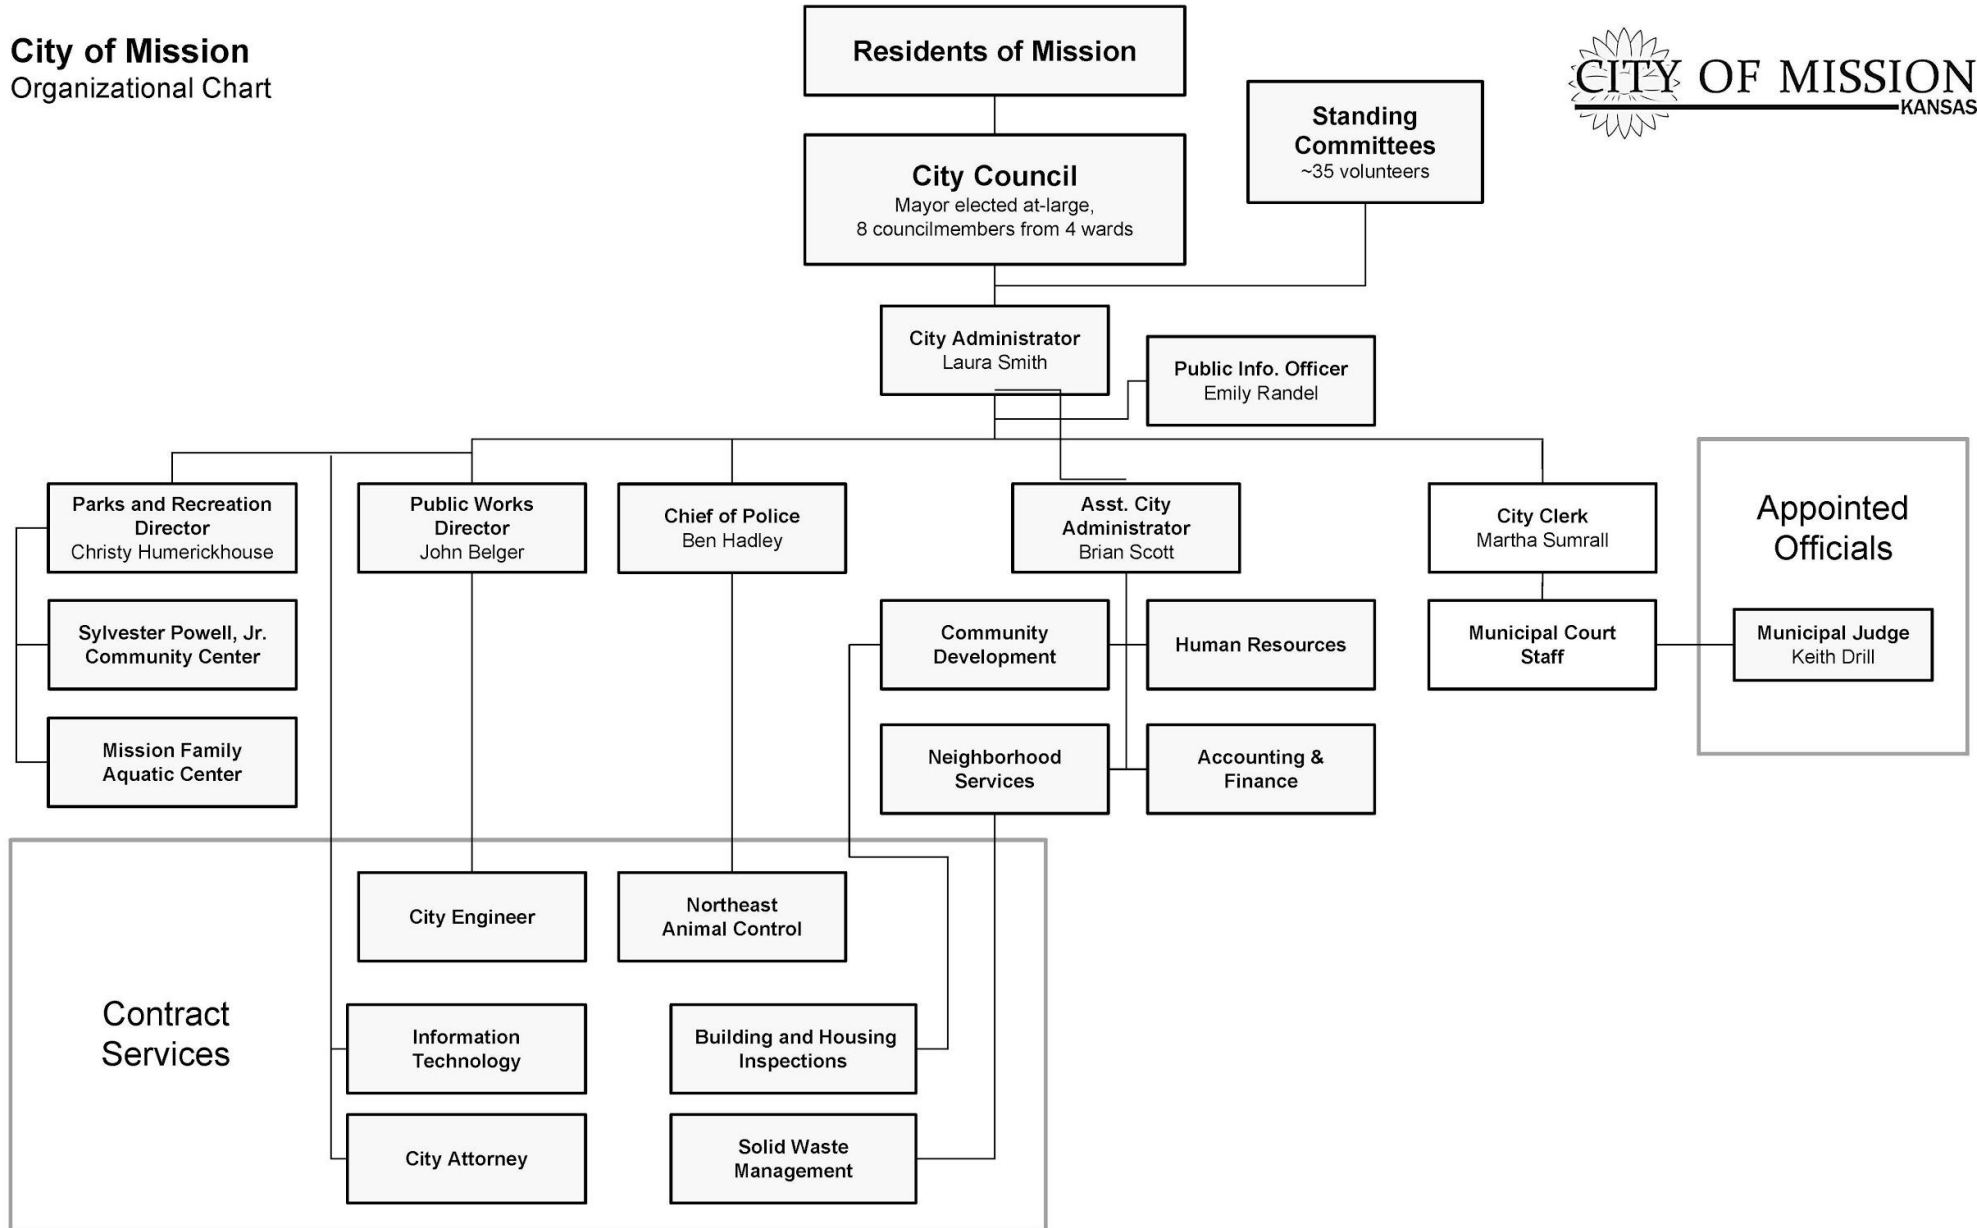 City of Mission
Organizational Chart
Residents of Mission
CITY OF MISSION
KANSAS
Standing
Committees
~35 volunteers
City Council
Mayor elected at-large,
8 councilmembers from 4 wards
City Administrator
Laura Smith
Public Info. Officer
Emily Randel
Parks and Recreation
Director
Christy Humerickhouse
Public Works
Director
John Belger
Chief of Police
Ben Hadley
Asst. City
Administrator
Brian Scott
City Clerk
Martha Sumrall
Appointed
Officials
Sylvester Powell, Jr.
Community Center
Community
Development
Human Resources
Municipal Court
Staff
Municipal Judge
Keith Drill
Mission Family
Aquatic Center
Neighborhood
Services
Accounting &
Finance
Contract
Services
City Engineer
Northeast
Animal Control
Information
Technology
Building and Housing
Inspections
City Attorney
Solid Waste
Management